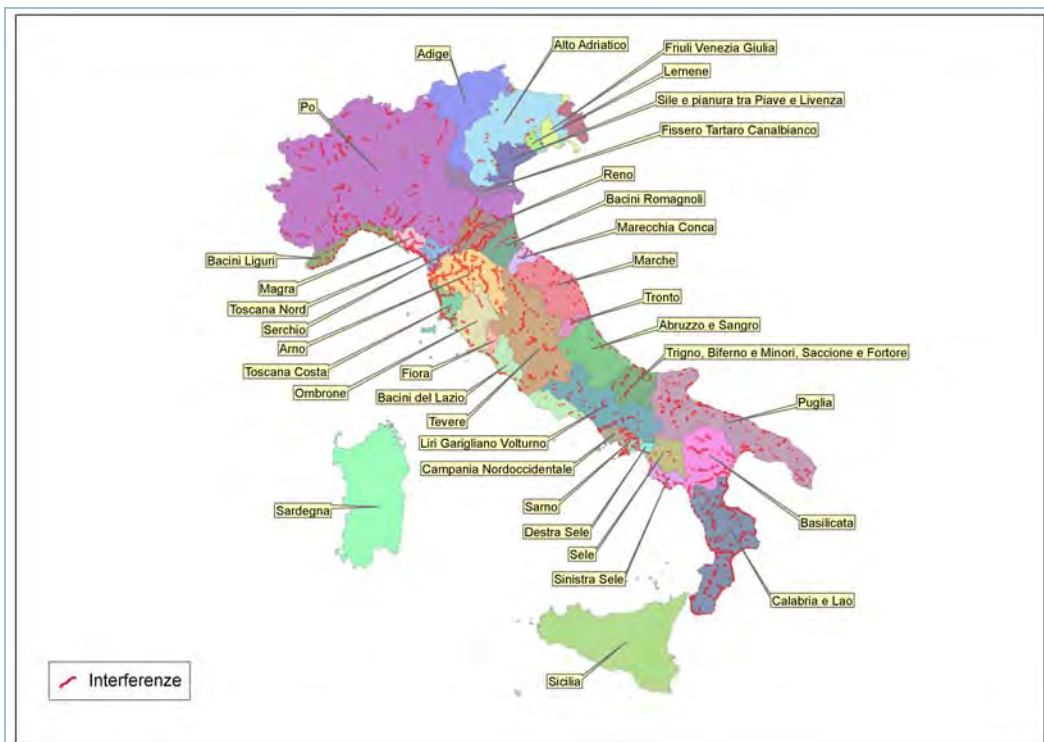 Friuli Venezia Giulia
Alto Adriatico
Adige
Lemene
Sile e pianura tra Piave e Livenza
Po
Fissero Tartaro Canalbianco
Reno
Bacini Romagnoli
Marecchia Conca
Bacini Liguri
Marche
Magra
Toscana Nord
Tronto
Serchio
Abruzzo e Sangro
Arno
Trigno, Biferno e Minori, Saccione e Fortore
Toscana Costa
Fiora
Ombrone
Bacini del Lazio
Puglia
Tevere
Liri Garigliano Volturno
Campania Nordoccidentale
Sarno
Sardegna
Basilicata
Destra Sele
Sele
Sinistra Sele
Calabria e Lao
Interferenze
Sicilia